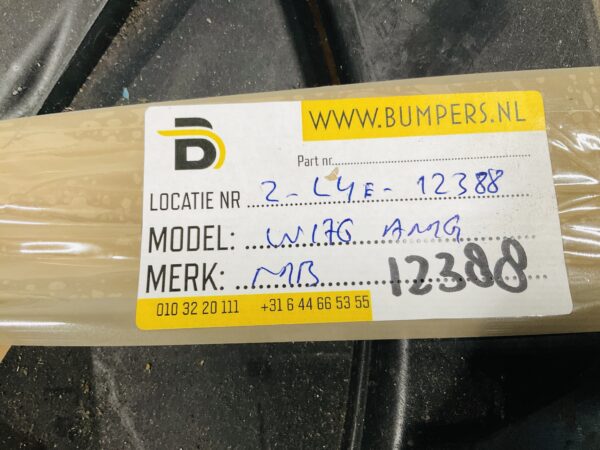 WWW.BUMPERS.NL
B
Part nr.
LOCATIE NR 2-L4E-12388
MODEL: W176 AMG
MERK: MB
12388
010 32 20 111 +31 6 44 66 53 55